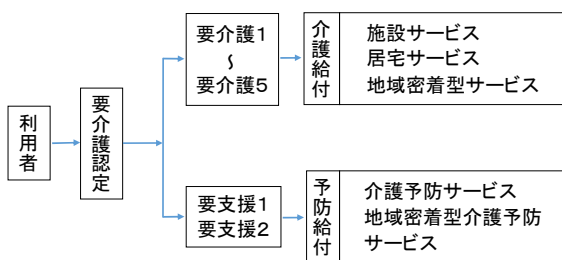 利用者
要介護認定
要介護1
~
要介護5
介護給付
施設サービス
居宅サービス
地域密着型サービス
要支援1
要支援2
予防給付
介護予防サービス
地域密着型介護予防
サービス